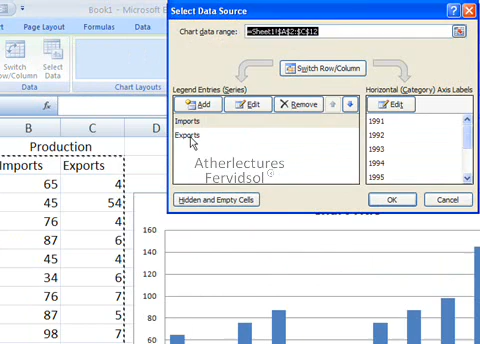 Book1 - Microsoft E
Page Layout
Formulas
Switch
Row/Column
Select
Data
Data
Chart Layouts
Select Data Source
Chart data range:
=Sheet1!$A$2:$C$12
Switch Row/Column
Legend Entries (Series)
Horizontal (Category) Axis Labels
Add
Edit
Remove
Edit
Imports
Exports
1991
1992
1993
1994
1995
Atherlectures
Fervidsol
Hidden and Empty Cells
OK
Cancel
fx
B C D
Production
Imports Exports
65 4
45 54
76 4
87 6
45 4
34 6
76
87 5
98 7
160
140
120
100
80
60